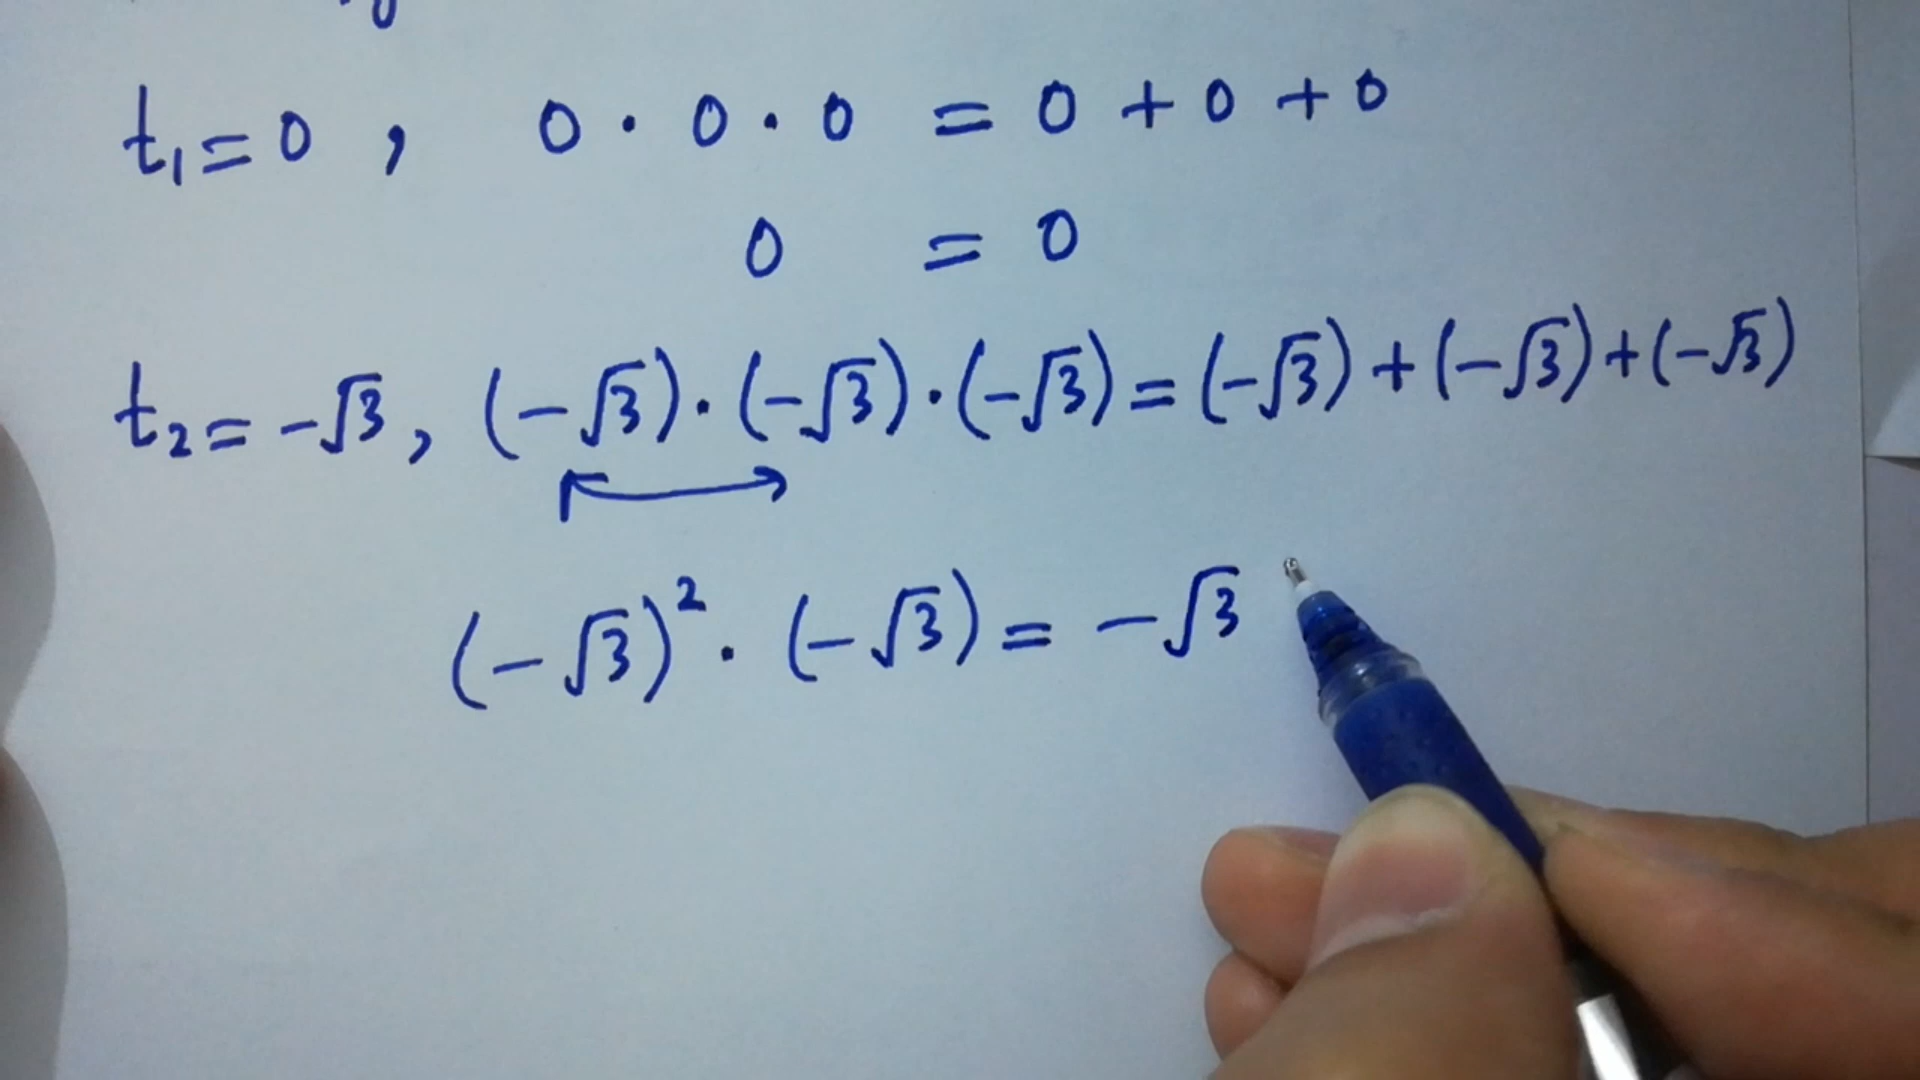 t₁ = 0 , 0 · 0 · 0 = 0 + 0 + 0
0 = 0
t₂ = -√3 , (-√3) · (-√3) · (-√3) = (-√3) + (-√3) + (-√3)
(-√3)² · (-√3) = -√3